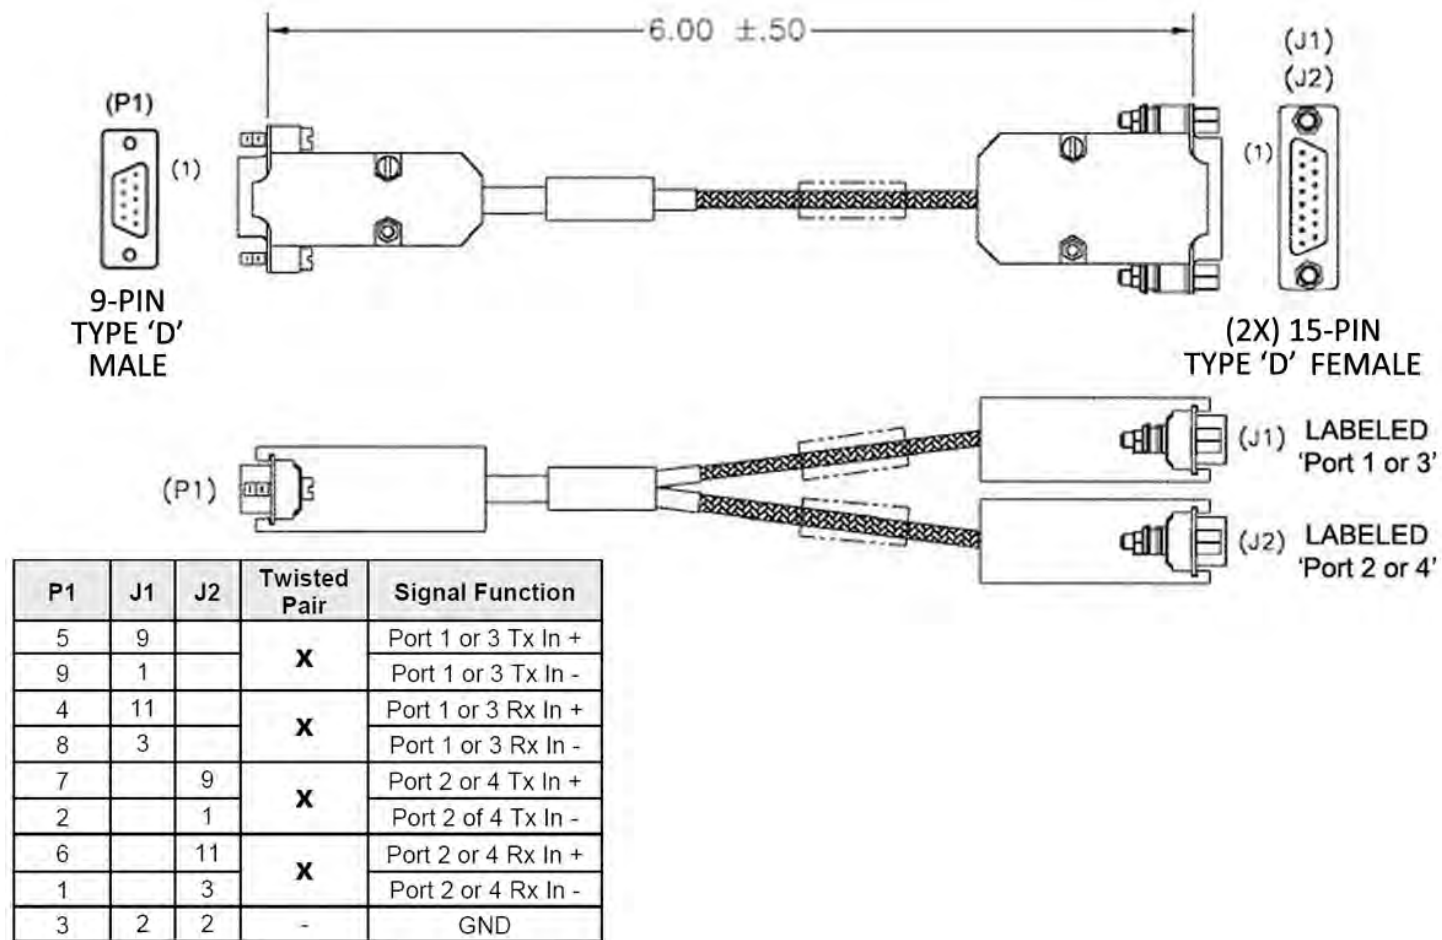 6.00 ±.50
(P1)
(1)
9-PIN
TYPE ‘D’
MALE
(J1)
(J2)
(1)
(2X) 15-PIN
TYPE ‘D’ FEMALE
(P1)
(J1) LABELED
‘Port 1 or 3’
(J2) LABELED
‘Port 2 or 4’
P1 J1 J2 Twisted Pair Signal Function
5 9 X Port 1 or 3 Tx In +
9 1 Port 1 or 3 Tx In -
4 11 X Port 1 or 3 Rx In +
8 3 Port 1 or 3 Rx In -
7 9 X Port 2 or 4 Tx In +
2 1 Port 2 of 4 Tx In -
6 11 X Port 2 or 4 Rx In +
1 3 Port 2 or 4 Rx In -
3 2 2 - GND